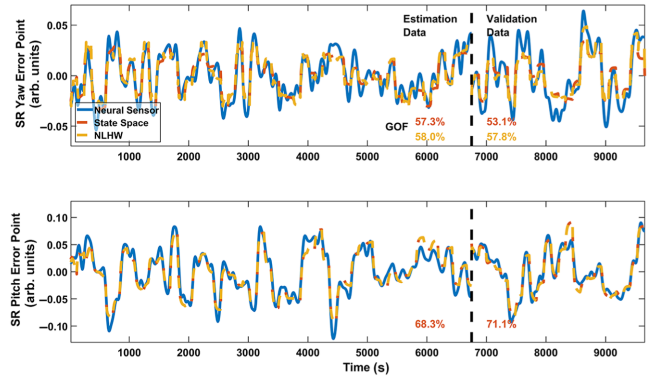 SR Yaw Error Point
(arb. units)
0.05
0.00
−0.05
Estimation
Data
Validation
Data
Neural Sensor
State Space
NLHW
GOF
57.3%
58.0%
53.1%
57.8%
1000 2000 3000 4000 5000 6000 7000 8000 9000
SR Pitch Error Point
(arb. units)
0.10
0.05
0.00
−0.05
−0.10
68.3%
71.1%
1000 2000 3000 4000 5000 6000 7000 8000 9000
Time (s)